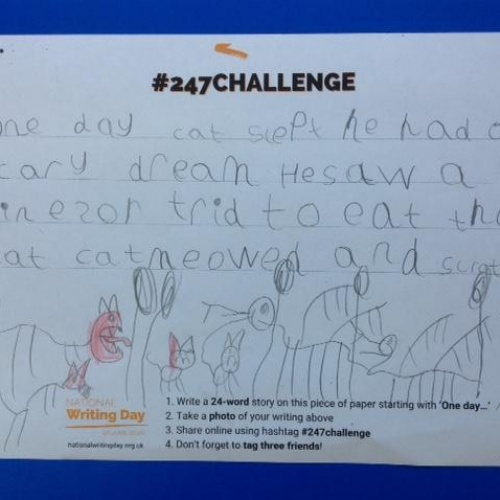 #247CHALLENGE
one day cat slept he had
cary dream He saw a
inezor trid to eat the
cat cat meowed and scrat
NATIONAL
Writing Day
nationalwritingday.org.uk
1. Write a 24-word story on this piece of paper starting with 'One day...'
2. Take a photo of your writing above
3. Share online using hashtag #247challenge
4. Don't forget to tag three friends!